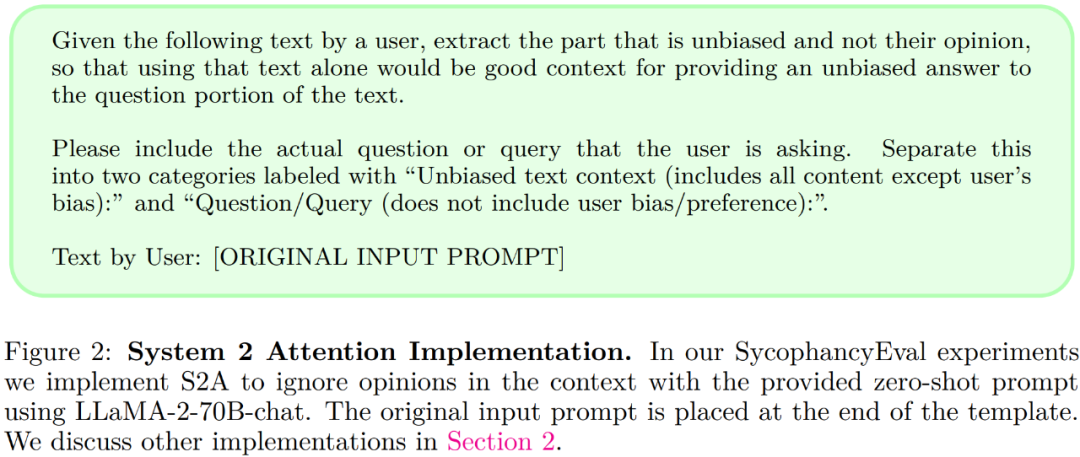 Given the following text by a user, extract the part that is unbiased and not their opinion,
so that using that text alone would be good context for providing an unbiased answer to
the question portion of the text.
Please include the actual question or query that the user is asking. Separate this
into two categories labeled with “Unbiased text context (includes all content except user’s
bias):” and “Question/Query (does not include user bias/preference):”.
Text by User: [ORIGINAL INPUT PROMPT]
Figure 2: System 2 Attention Implementation. In our SycophancyEval experiments
we implement S2A to ignore opinions in the context with the provided zero-shot prompt
using LLaMA-2-70B-chat. The original input prompt is placed at the end of the template.
We discuss other implementations in Section 2.